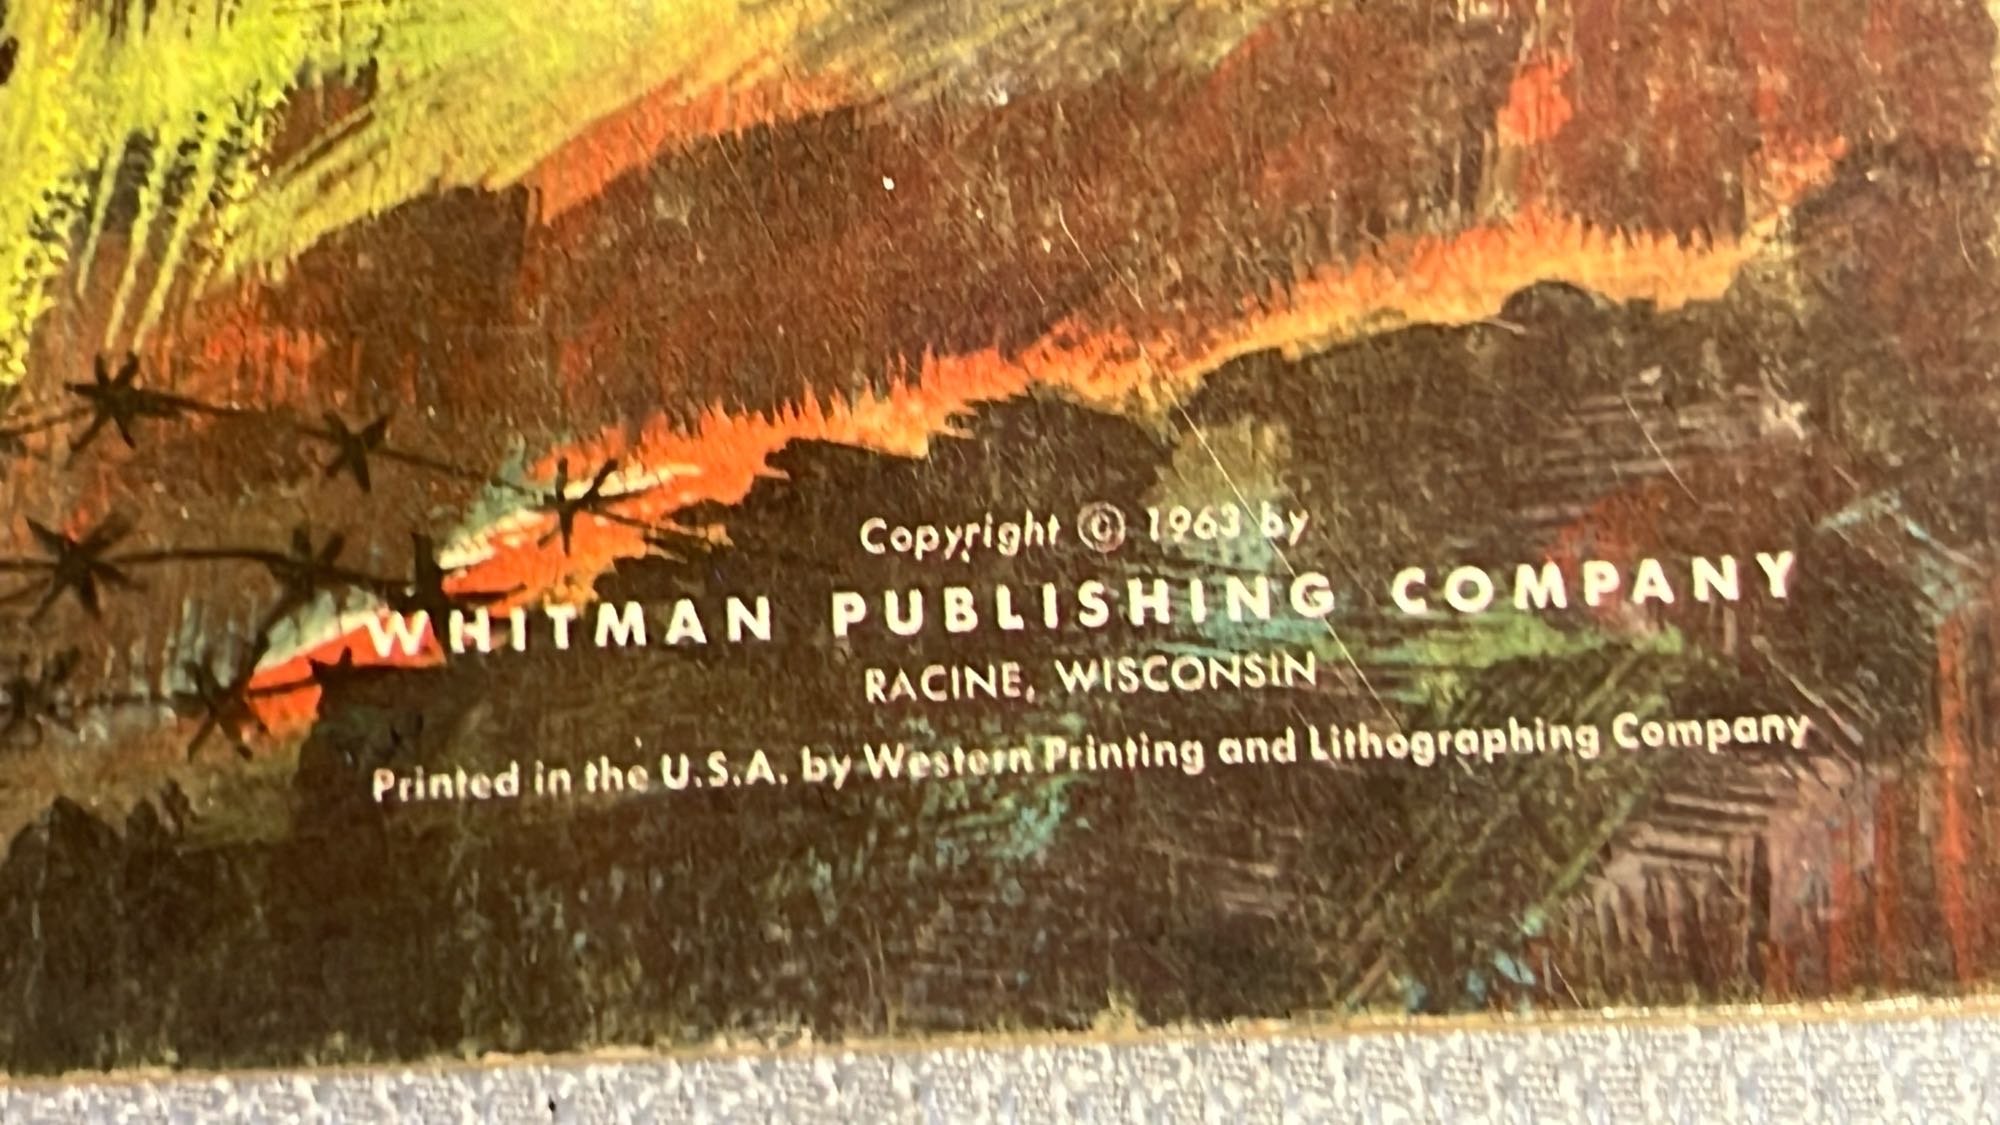 Copyright © 1963 by
WHITMAN PUBLISHING COMPANY
RACINE, WISCONSIN
Printed in the U.S.A. by Western Printing and Lithographing Company